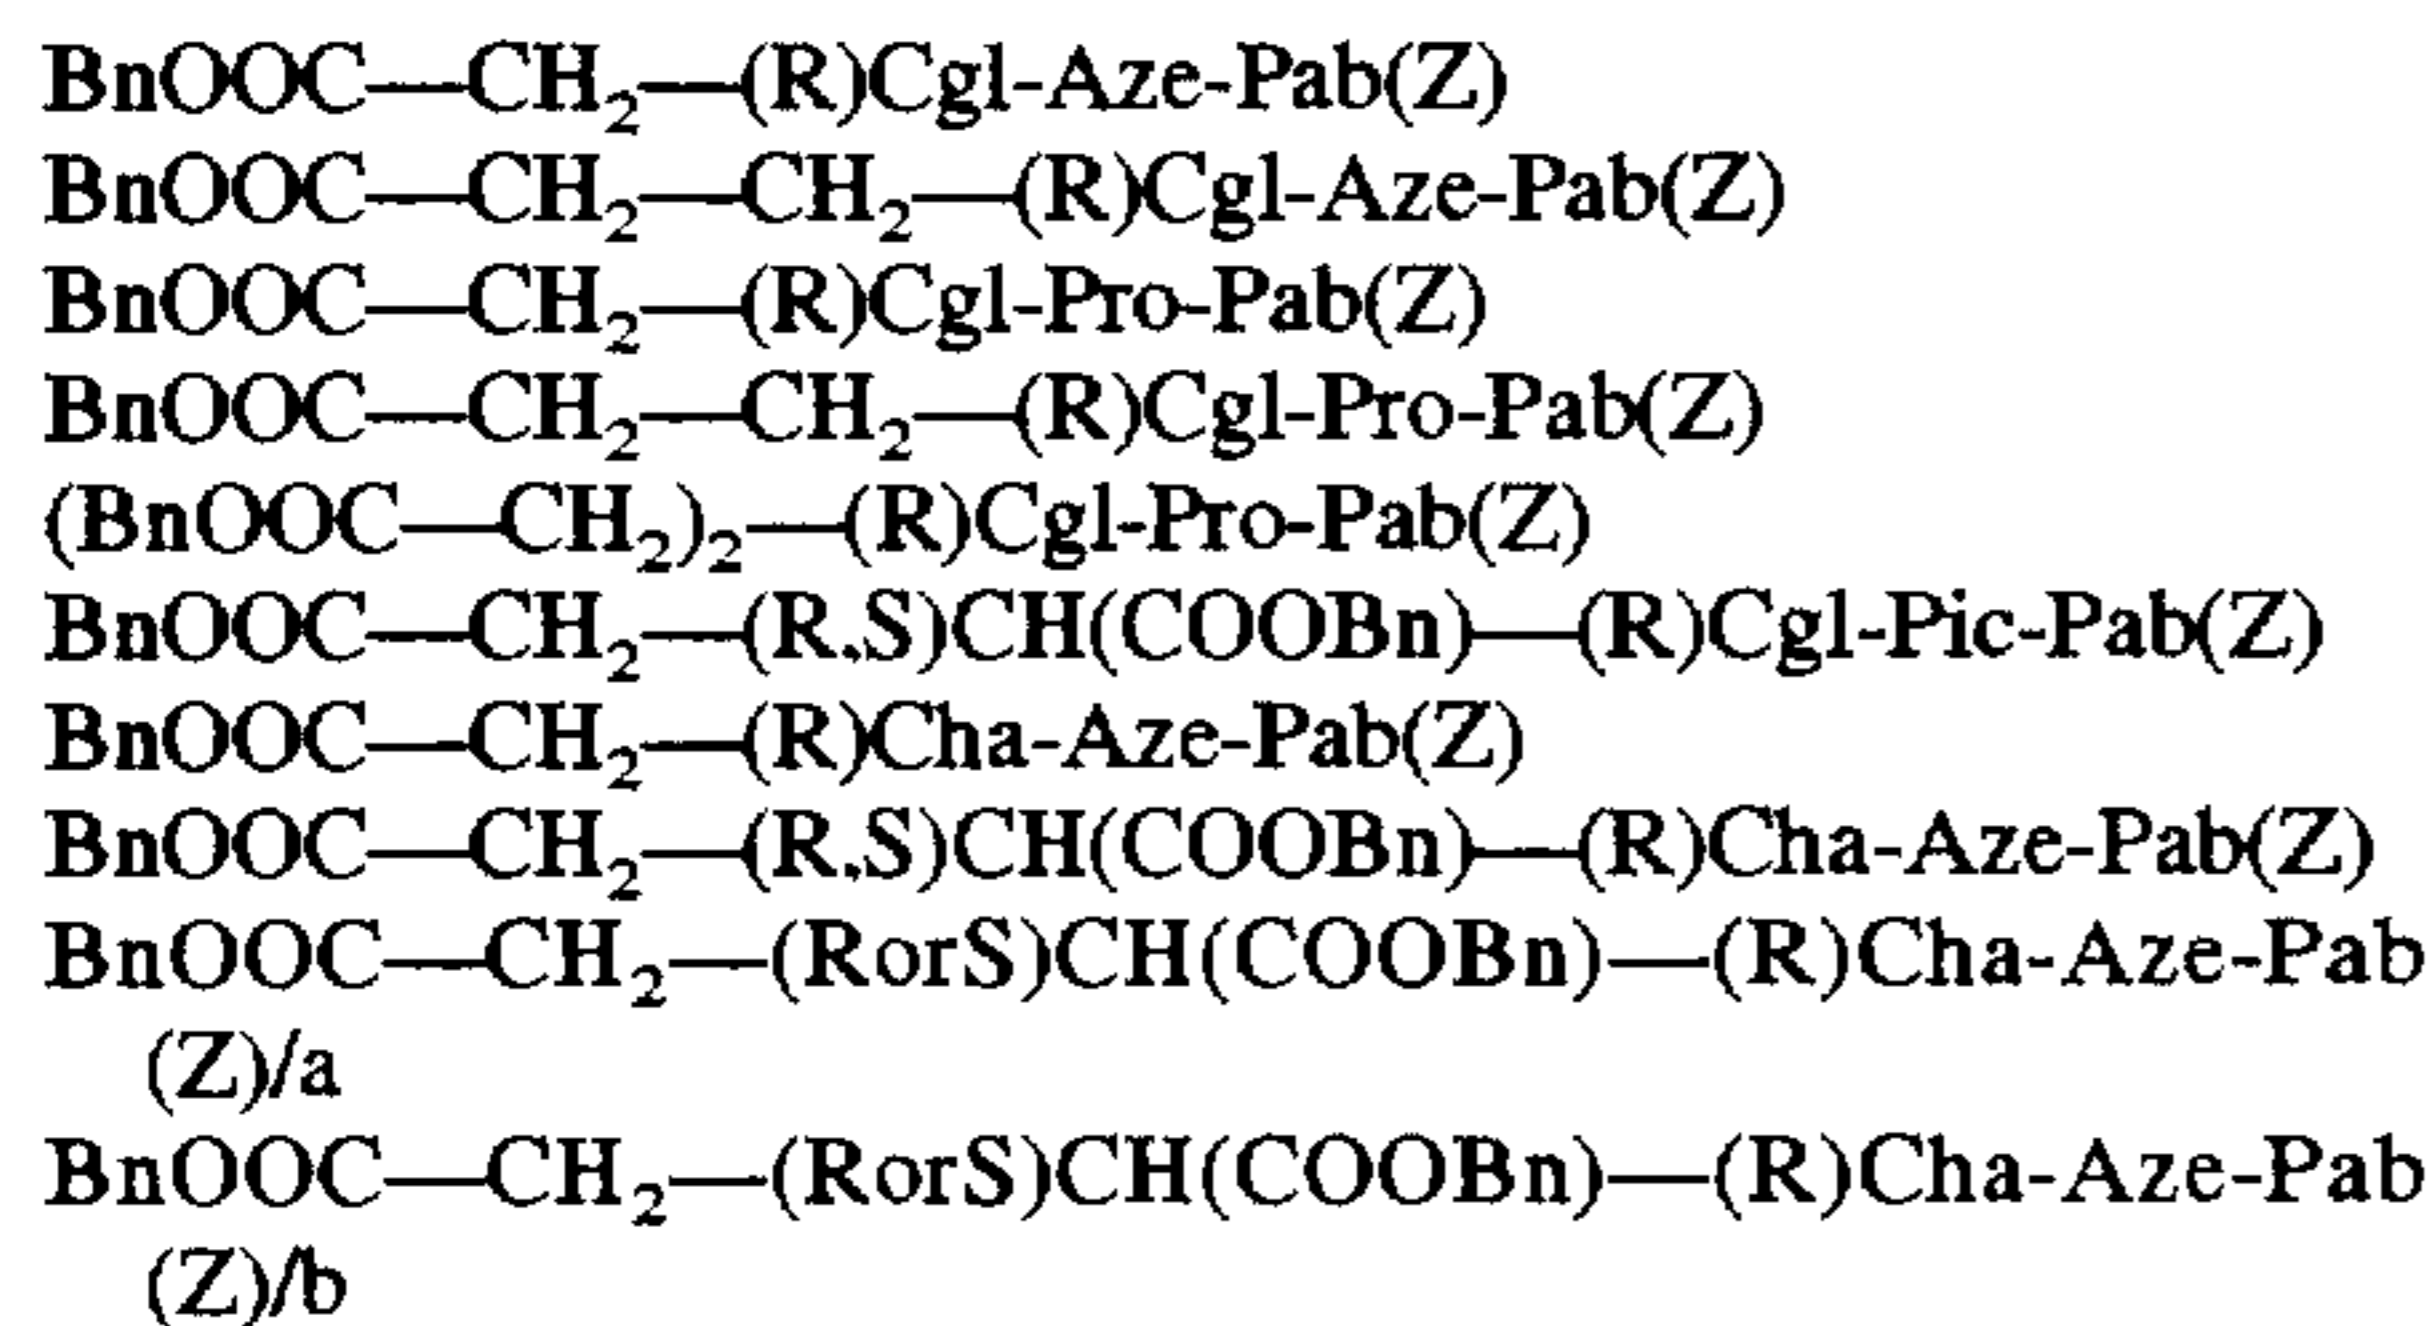 BnOOC—CH₂—(R)Cgl-Aze-Pab(Z)
BnOOC—CH₂—CH₂—(R)Cgl-Aze-Pab(Z)
BnOOC—CH₂—(R)Cgl-Pro-Pab(Z)
BnOOC—CH₂—CH₂—(R)Cgl-Pro-Pab(Z)
(BnOOC—CH₂)₂—(R)Cgl-Pro-Pab(Z)
BnOOC—CH₂—(R,S)CH(COOBn)—(R)Cgl-Pic-Pab(Z)
BnOOC—CH₂—(R)Cha-Aze-Pab(Z)
BnOOC—CH₂—(R,S)CH(COOBn)—(R)Cha-Aze-Pab(Z)
BnOOC—CH₂—(RorS)CH(COOBn)—(R)Cha-Aze-Pab
(Z)/a
BnOOC—CH₂—(RorS)CH(COOBn)—(R)Cha-Aze-Pab
(Z)/b